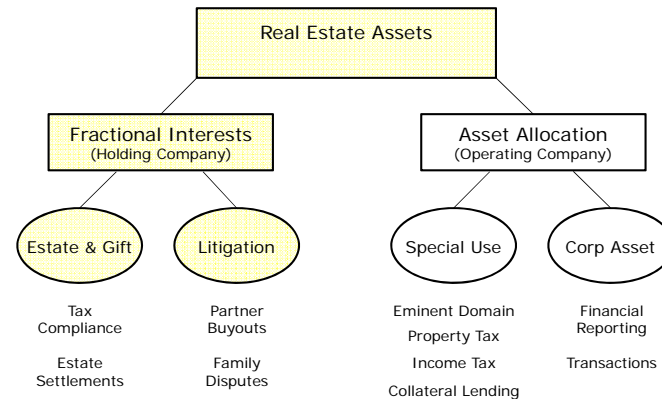 Real Estate Assets
Fractional Interests
(Holding Company)
Asset Allocation
(Operating Company)
Estate & Gift
Litigation
Special Use
Corp Asset
Tax
Compliance
Estate
Settlements
Partner
Buyouts
Family
Disputes
Eminent Domain
Property Tax
Income Tax
Collateral Lending
Financial
Reporting
Transactions